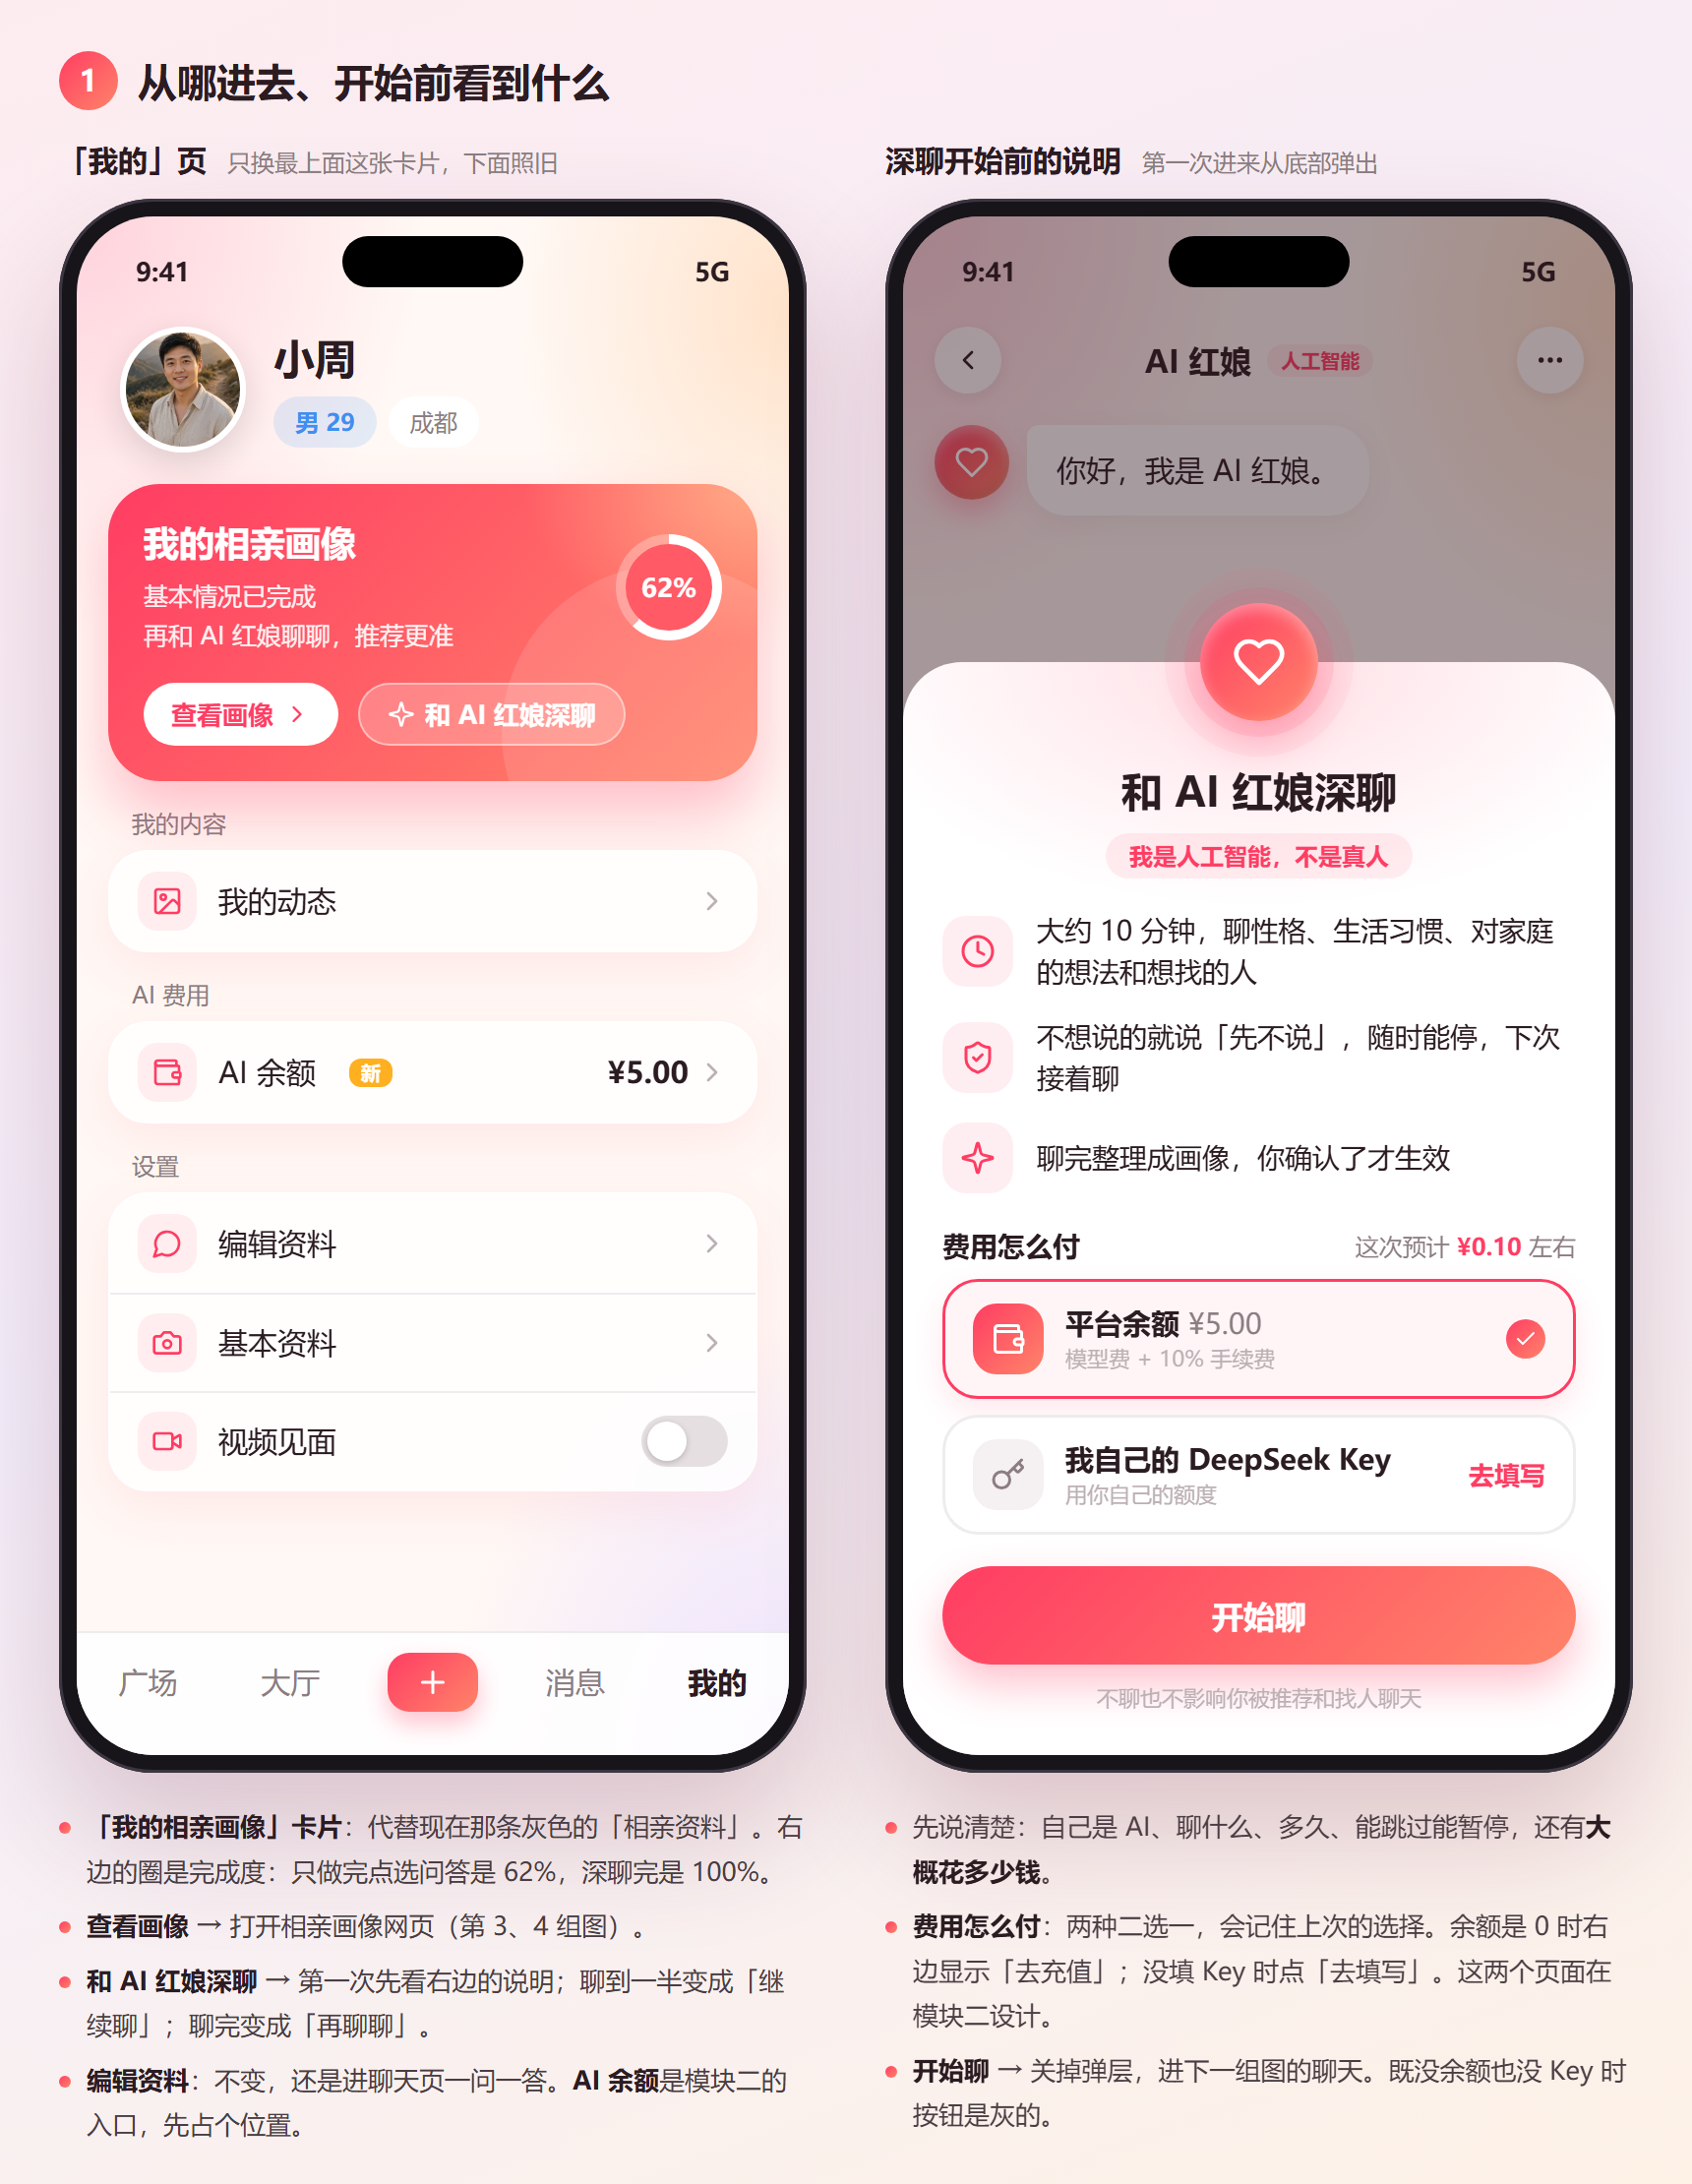 1 从哪进去、开始前看到什么
「我的」页 只换最上面这张卡片，下面照旧
9:41 5G
小周
男 29 成都
我的相亲画像
基本情况已完成
再和 AI 红娘聊聊，推荐更准
62%
查看画像
和 AI 红娘深聊
我的内容
我的动态
AI 费用
AI 余额 新 ¥5.00
设置
编辑资料
基本资料
视频见面
广场 大厅 消息 我的
「我的相亲画像」卡片：代替现在那条灰色的「相亲资料」。右
边的圈是完成度：只做完点选问答是 62%，深聊完是 100%。
查看画像 → 打开相亲画像网页（第 3、4 组图）。
和 AI 红娘深聊 → 第一次先看右边的说明；聊到一半变成「继
续聊」；聊完变成「再聊聊」。
编辑资料：不变，还是进聊天页一问一答。AI 余额是模块二的
入口，先占个位置。
深聊开始前的说明 第一次进来从底部弹出
9:41 5G
AI 红娘 人工智能
你好，我是 AI 红娘。
和 AI 红娘深聊
我是人工智能，不是真人
大约 10 分钟，聊性格、生活习惯、对家庭
的想法和想找的人
不想说的就说「先不说」，随时能停，下次
接着聊
聊完整理成画像，你确认了才生效
费用怎么付 这次预计 ¥0.10 左右
平台余额 ¥5.00
模型费 + 10% 手续费
我自己的 DeepSeek Key
用你自己的额度
去填写
开始聊
不聊也不影响你被推荐和找人聊天
先说清楚：自己是 AI、聊什么、多久、能跳过能暂停，还有大
概花多少钱。
费用怎么付：两种二选一，会记住上次的选择。余额是 0 时右
边显示「去充值」；没填 Key 时点「去填写」。这两个页面在
模块二设计。
开始聊 → 关掉弹层，进下一组图的聊天。既没余额也没 Key 时
按钮是灰的。